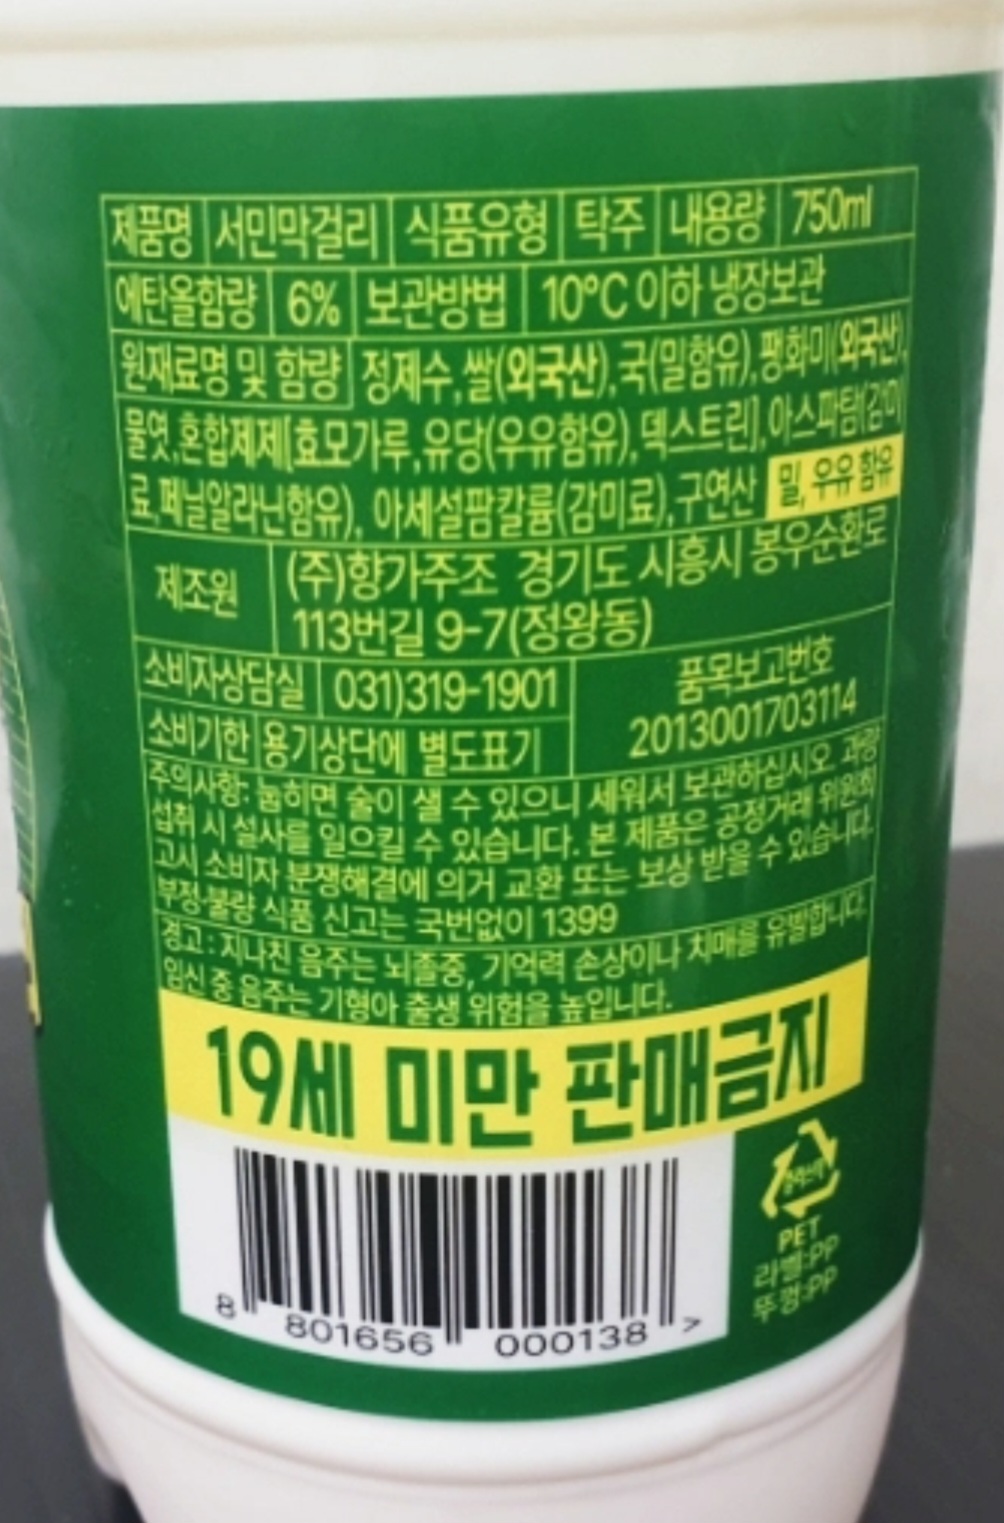 제품명 서민막걸리 식품유형 탁주 내용량 750ml
에탄올함량 6% 보관방법 10°C 이하 냉장보관
원재료명 및 함량 정제수,쌀(외국산),국(밀함유),팽화미(외국산),
물엿,혼합제제[효모가루,유당(우유함유),덱스트린],아스파탐(감미
료,페닐알라닌함유), 아세설팜칼륨(감미료),구연산 밀, 우유 함유
제조원 (주)향가주조 경기도 시흥시 봉우순환로
113번길 9-7(정왕동)
소비자상담실 031)319-1901
품목보고번호
2013001703114
소비기한 용기상단에 별도표기
주의사항: 눕히면 술이 샐 수 있으니 세워서 보관하십시오. 과량
섭취 시 설사를 일으킬 수 있습니다. 본 제품은 공정거래 위원회
고시 소비자 분쟁해결에 의거 교환 또는 보상 받을 수 있습니다.
부정·불량 식품 신고는 국번없이 1399
경고 : 지나친 음주는 뇌졸중, 기억력 손상이나 치매를 유발합니다.
임신 중 음주는 기형아 출생 위험을 높입니다.
19세 미만 판매금지
8 801656 000138 >
플라스틱
PET
라벨:PP
뚜껑:PP